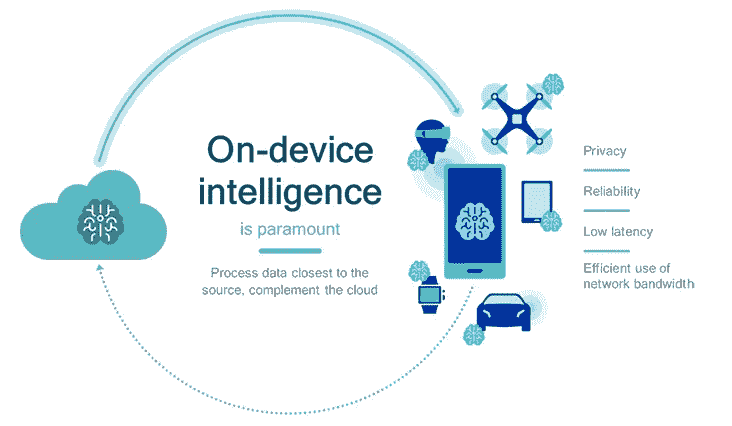 On-device
intelligence
is paramount
Process data closest to the
source, complement the cloud
Privacy
Reliability
Low latency
Efficient use of
network bandwidth